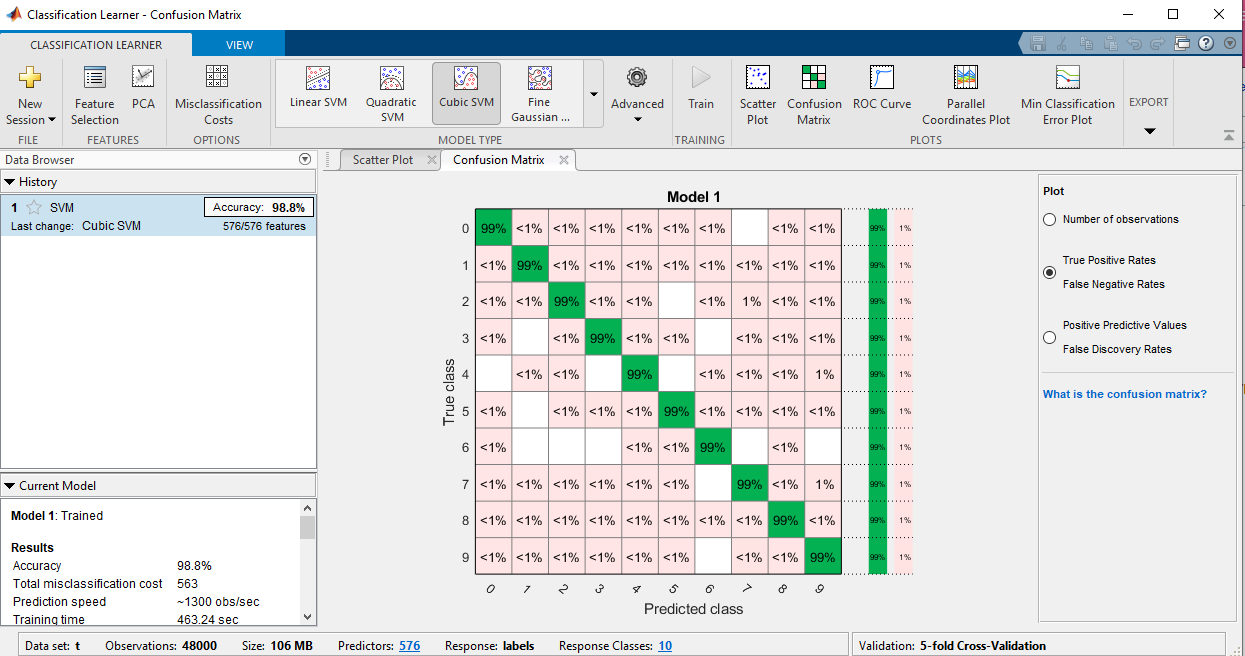 Classification Learner - Confusion Matrix
CLASSIFICATION LEARNER
VIEW
New Session
Feature Selection
PCA
Misclassification Costs
Linear SVM
Quadratic SVM
Cubic SVM
Fine Gaussian ...
Advanced
Train
Scatter Plot
Confusion Matrix
ROC Curve
Parallel Coordinates Plot
Min Classification Error Plot
EXPORT
FILE
FEATURES
OPTIONS
MODEL TYPE
TRAINING
PLOTS
Data Browser
History
1 SVM Accuracy: 98.8%
Last change: Cubic SVM 576/576 features
Current Model
Model 1: Trained
Results
Accuracy 98.8%
Total misclassification cost 563
Prediction speed ~1300 obs/sec
Training time 463.24 sec
Scatter Plot
Confusion Matrix
Model 1
True class
0 99% <1% <1% <1% <1% <1% <1% <1% <1% 99% 1%
1 <1% 99% <1% <1% <1% <1% <1% <1% <1% <1% 99% 1%
2 <1% <1% 99% <1% <1% <1% 1% <1% <1% 99% 1%
3 <1% <1% 99% <1% <1% <1% <1% <1% 99% 1%
4 <1% <1% 99% <1% <1% <1% 1% 99% 1%
5 <1% <1% <1% <1% 99% <1% <1% <1% <1% 99% 1%
6 <1% <1% <1% 99% <1% 99% 1%
7 <1% <1% <1% <1% <1% <1% 99% <1% 1% 99% 1%
8 <1% <1% <1% <1% <1% <1% <1% <1% 99% <1% 99% 1%
9 <1% <1% <1% <1% <1% <1% <1% <1% 99% 99% 1%
0 1 2 3 4 5 6 7 8 9
Predicted class
Plot
Number of observations
True Positive Rates
False Negative Rates
Positive Predictive Values
False Discovery Rates
What is the confusion matrix?
Data set: t Observations: 48000 Size: 106 MB Predictors: 576 Response: labels Response Classes: 10
Validation: 5-fold Cross-Validation